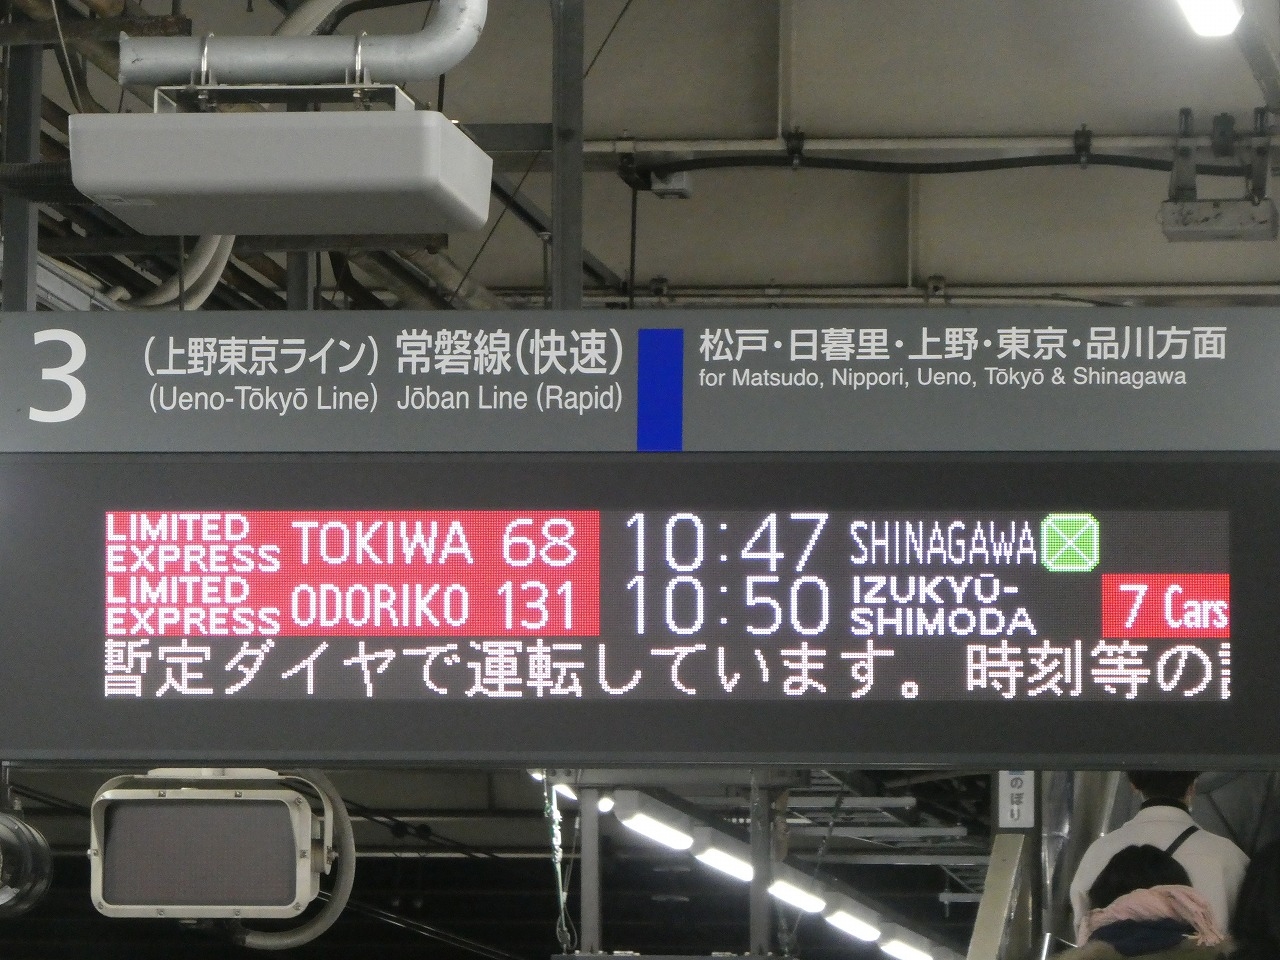 3
(上野東京ライン) 常磐線(快速)
(Ueno-Tōkyō Line) Jōban Line (Rapid)
松戸・日暮里・上野・東京・品川方面
for Matsudo, Nippori, Ueno, Tōkyō & Shinagawa
LIMITED EXPRESS TOKIWA 68 10:47 SHINAGAWA
LIMITED EXPRESS ODORIKO 131 10:50 IZUKYŪ-SHIMODA 7 Cars
暫定ダイヤで運転しています。時刻等の
のぼり